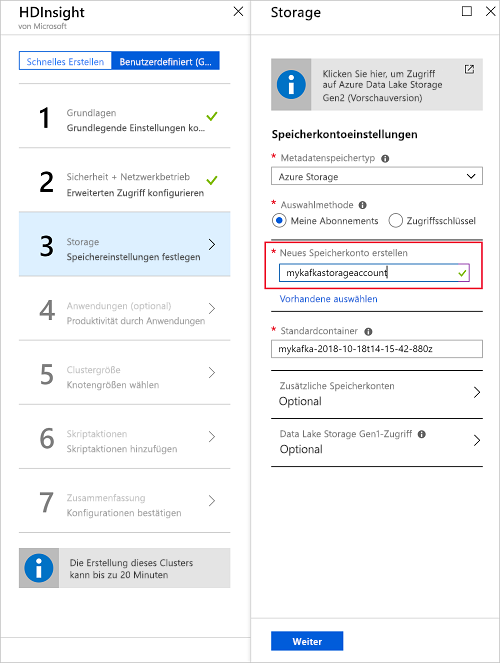 HDInsight
von Microsoft
Schnelles Erstellen
Benutzerdefiniert (G...
1
Grundlagen
Grundlegende Einstellungen ko...
2
Sicherheit + Netzwerkbetrieb
Erweiterten Zugriff konfigurieren
3
Storage
Speichereinstellungen festlegen
4
Anwendungen (optional)
Produktivität durch Anwendungen
5
Clustergröße
Knotengrößen wählen
6
Skriptaktionen
Skriptaktionen hinzufügen
7
Zusammenfassung
Konfigurationen bestätigen
Die Erstellung dieses Clusters
kann bis zu 20 Minuten
Storage
Klicken Sie hier, um Zugriff
auf Azure Data Lake Storage
Gen2 (Vorschauversion)
Speicherkontoeinstellungen
* Metadatenspeichertyp
Azure Storage
* Auswahlmethode
Meine Abonnements
Zugriffsschlüssel
* Neues Speicherkonto erstellen
mykafkastorageaccount
Vorhandene auswählen
* Standardcontainer
mykafka-2018-10-18t14-15-42-880z
Zusätzliche Speicherkonten
Optional
Data Lake Storage Gen1-Zugriff
Optional
Weiter